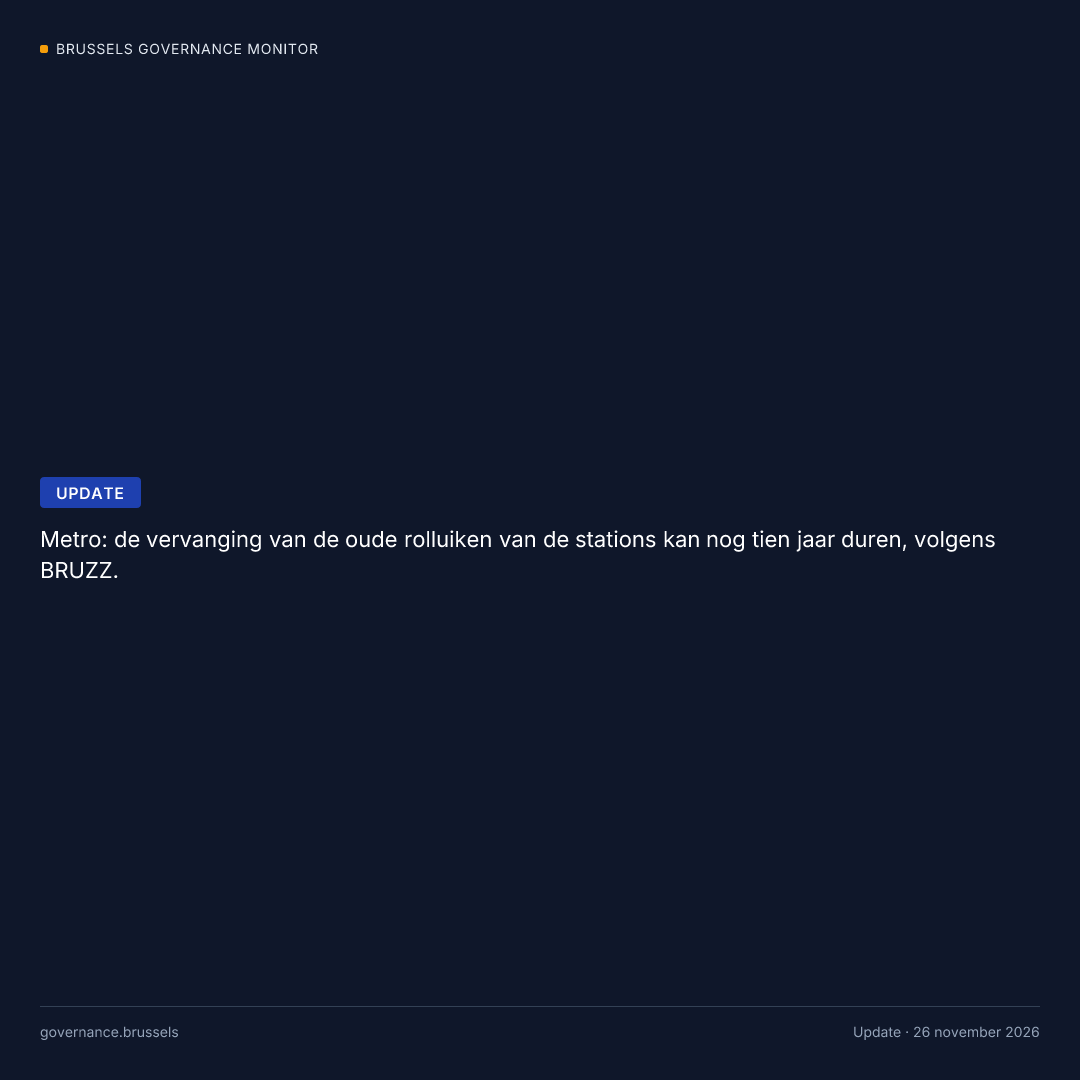 BRUSSELS GOVERNANCE MONITOR
UPDATE
Metro: de vervanging van de oude rolluiken van de stations kan nog tien jaar duren, volgens
BRUZZ.
governance.brussels
Update · 26 november 2026